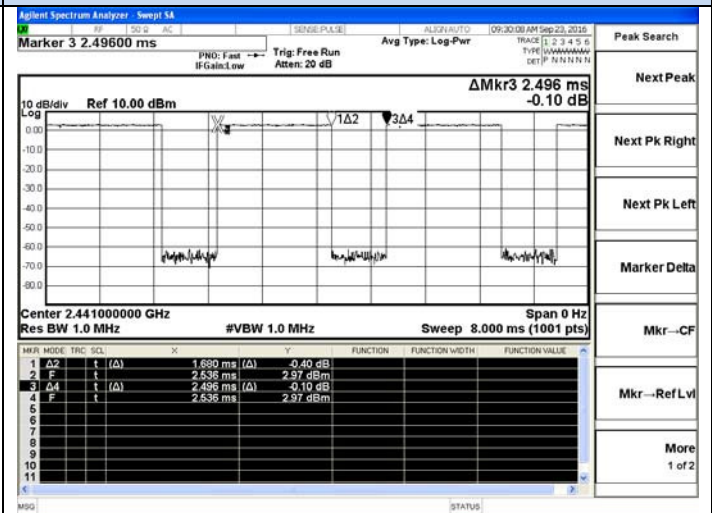 Agilent Spectrum Analyzer - Swept SA
RF 50 Ω AC SENSE:PULSE ALIGN AUTO 09:30:08 AM Sep 23, 2016
Marker 3 2.49600 ms
PNO: Fast
IFGain:Low
Trig: Free Run
Atten: 20 dB
Avg Type: Log-Pwr
TRACE 1 2 3 4 5 6
TYPE WWWWWW
DET P N N N N N
Peak Search
ΔMkr3 2.496 ms
-0.10 dB
10 dB/div Ref 10.00 dBm
Log
1Δ2 3Δ4
0.00
-10.0
-20.0
-30.0
-40.0
-50.0
-60.0
-70.0
-80.0
Center 2.441000000 GHz Span 0 Hz
Res BW 1.0 MHz #VBW 1.0 MHz Sweep 8.000 ms (1001 pts)
MKR MODE TRC SCL X Y FUNCTION FUNCTION WIDTH FUNCTION VALUE
1 Δ2 t (Δ) 1.680 ms (Δ) -0.40 dB
2 F t 2.536 ms 2.97 dBm
3 Δ4 t (Δ) 2.496 ms (Δ) -0.10 dB
4 F t 2.536 ms 2.97 dBm
5
6
7
8
9
10
11
MSG STATUS
Next Peak
Next Pk Right
Next Pk Left
Marker Delta
Mkr→CF
Mkr→Ref Lvl
More
1 of 2